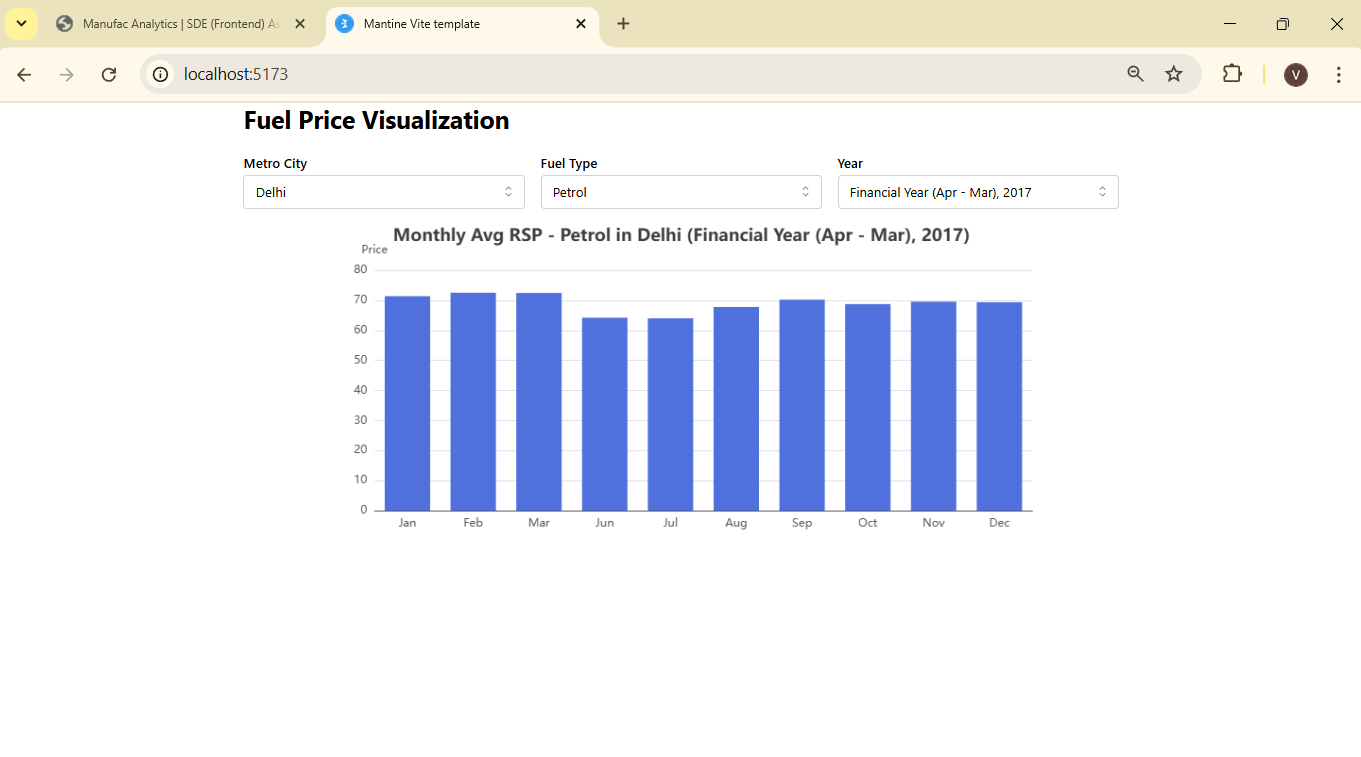 Manufac Analytics | SDE (Frontend) As
Mantine Vite template
localhost:5173
V
Fuel Price Visualization
Metro City
Fuel Type
Year
Delhi
Petrol
Financial Year (Apr - Mar), 2017
Monthly Avg RSP - Petrol in Delhi (Financial Year (Apr - Mar), 2017)
Price
80
70
60
50
40
30
20
10
0
Jan Feb Mar Jun Jul Aug Sep Oct Nov Dec